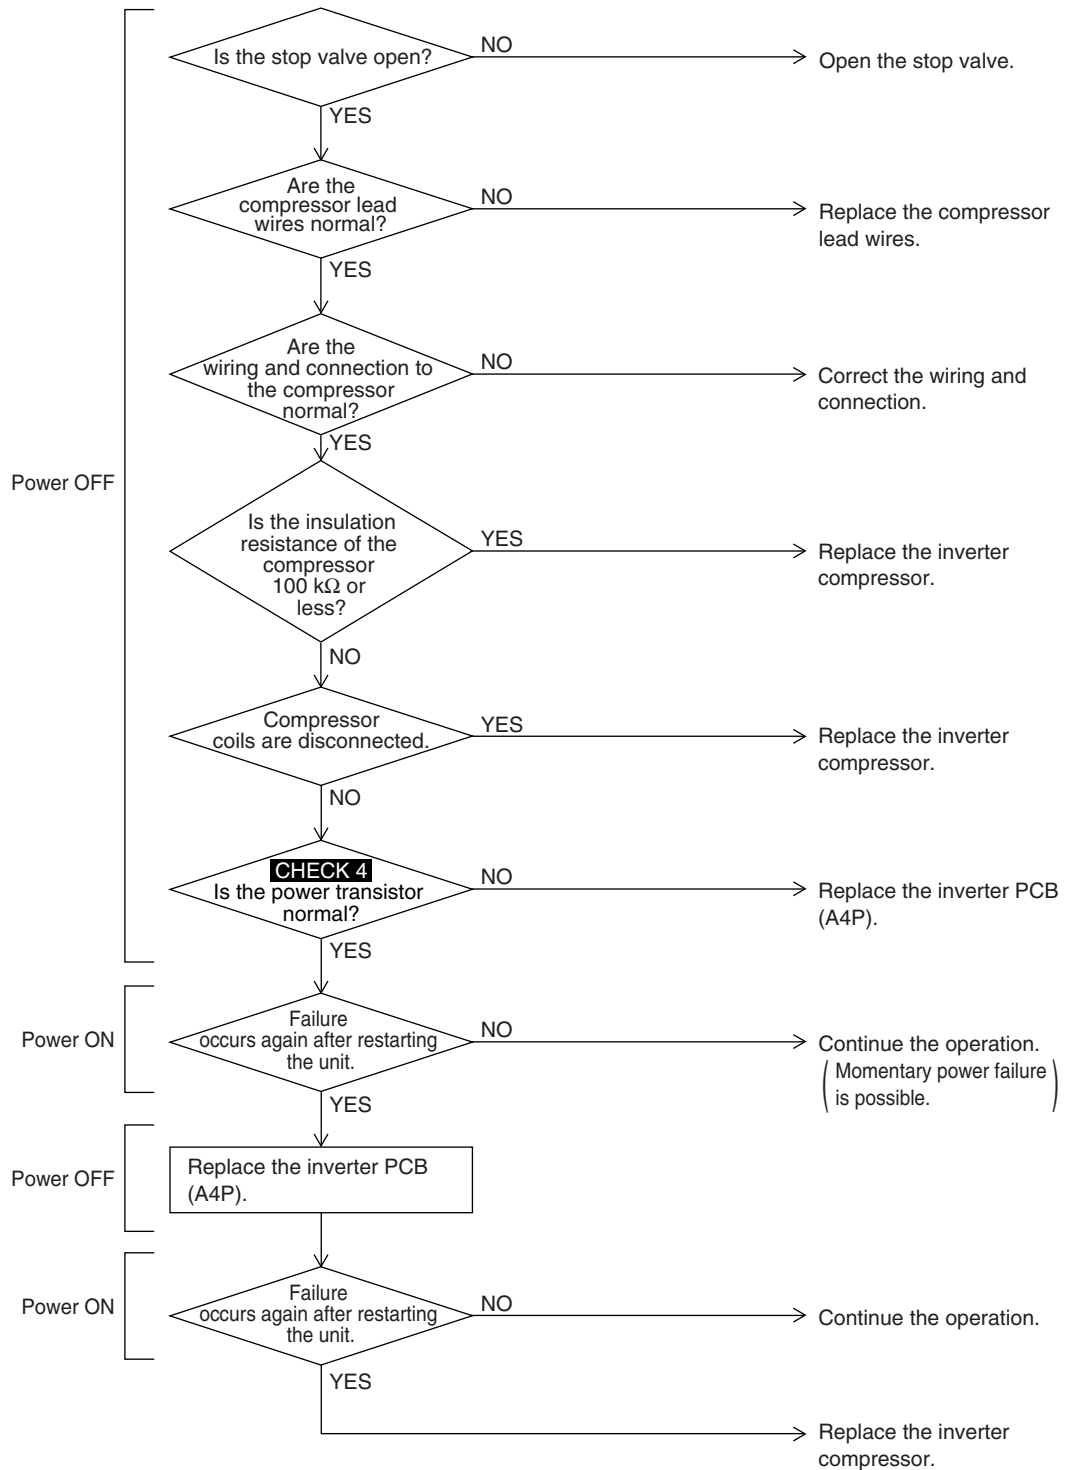 Is the stop valve open?
NO
Open the stop valve.
YES
Are the
compressor lead
wires normal?
NO
Replace the compressor
lead wires.
YES
Are the
wiring and connection to
the compressor
normal?
NO
Correct the wiring and
connection.
YES
Power OFF
Is the insulation
resistance of the
compressor
100 kΩ or
less?
YES
Replace the inverter
compressor.
NO
Compressor
coils are disconnected.
YES
Replace the inverter
compressor.
NO
CHECK 4
Is the power transistor
normal?
NO
Replace the inverter PCB
(A4P).
YES
Power ON
Failure
occurs again after restarting
the unit.
NO
Continue the operation.
(Momentary power failure
is possible.)
YES
Power OFF
Replace the inverter PCB
(A4P).
Power ON
Failure
occurs again after restarting
the unit.
NO
Continue the operation.
YES
Replace the inverter
compressor.